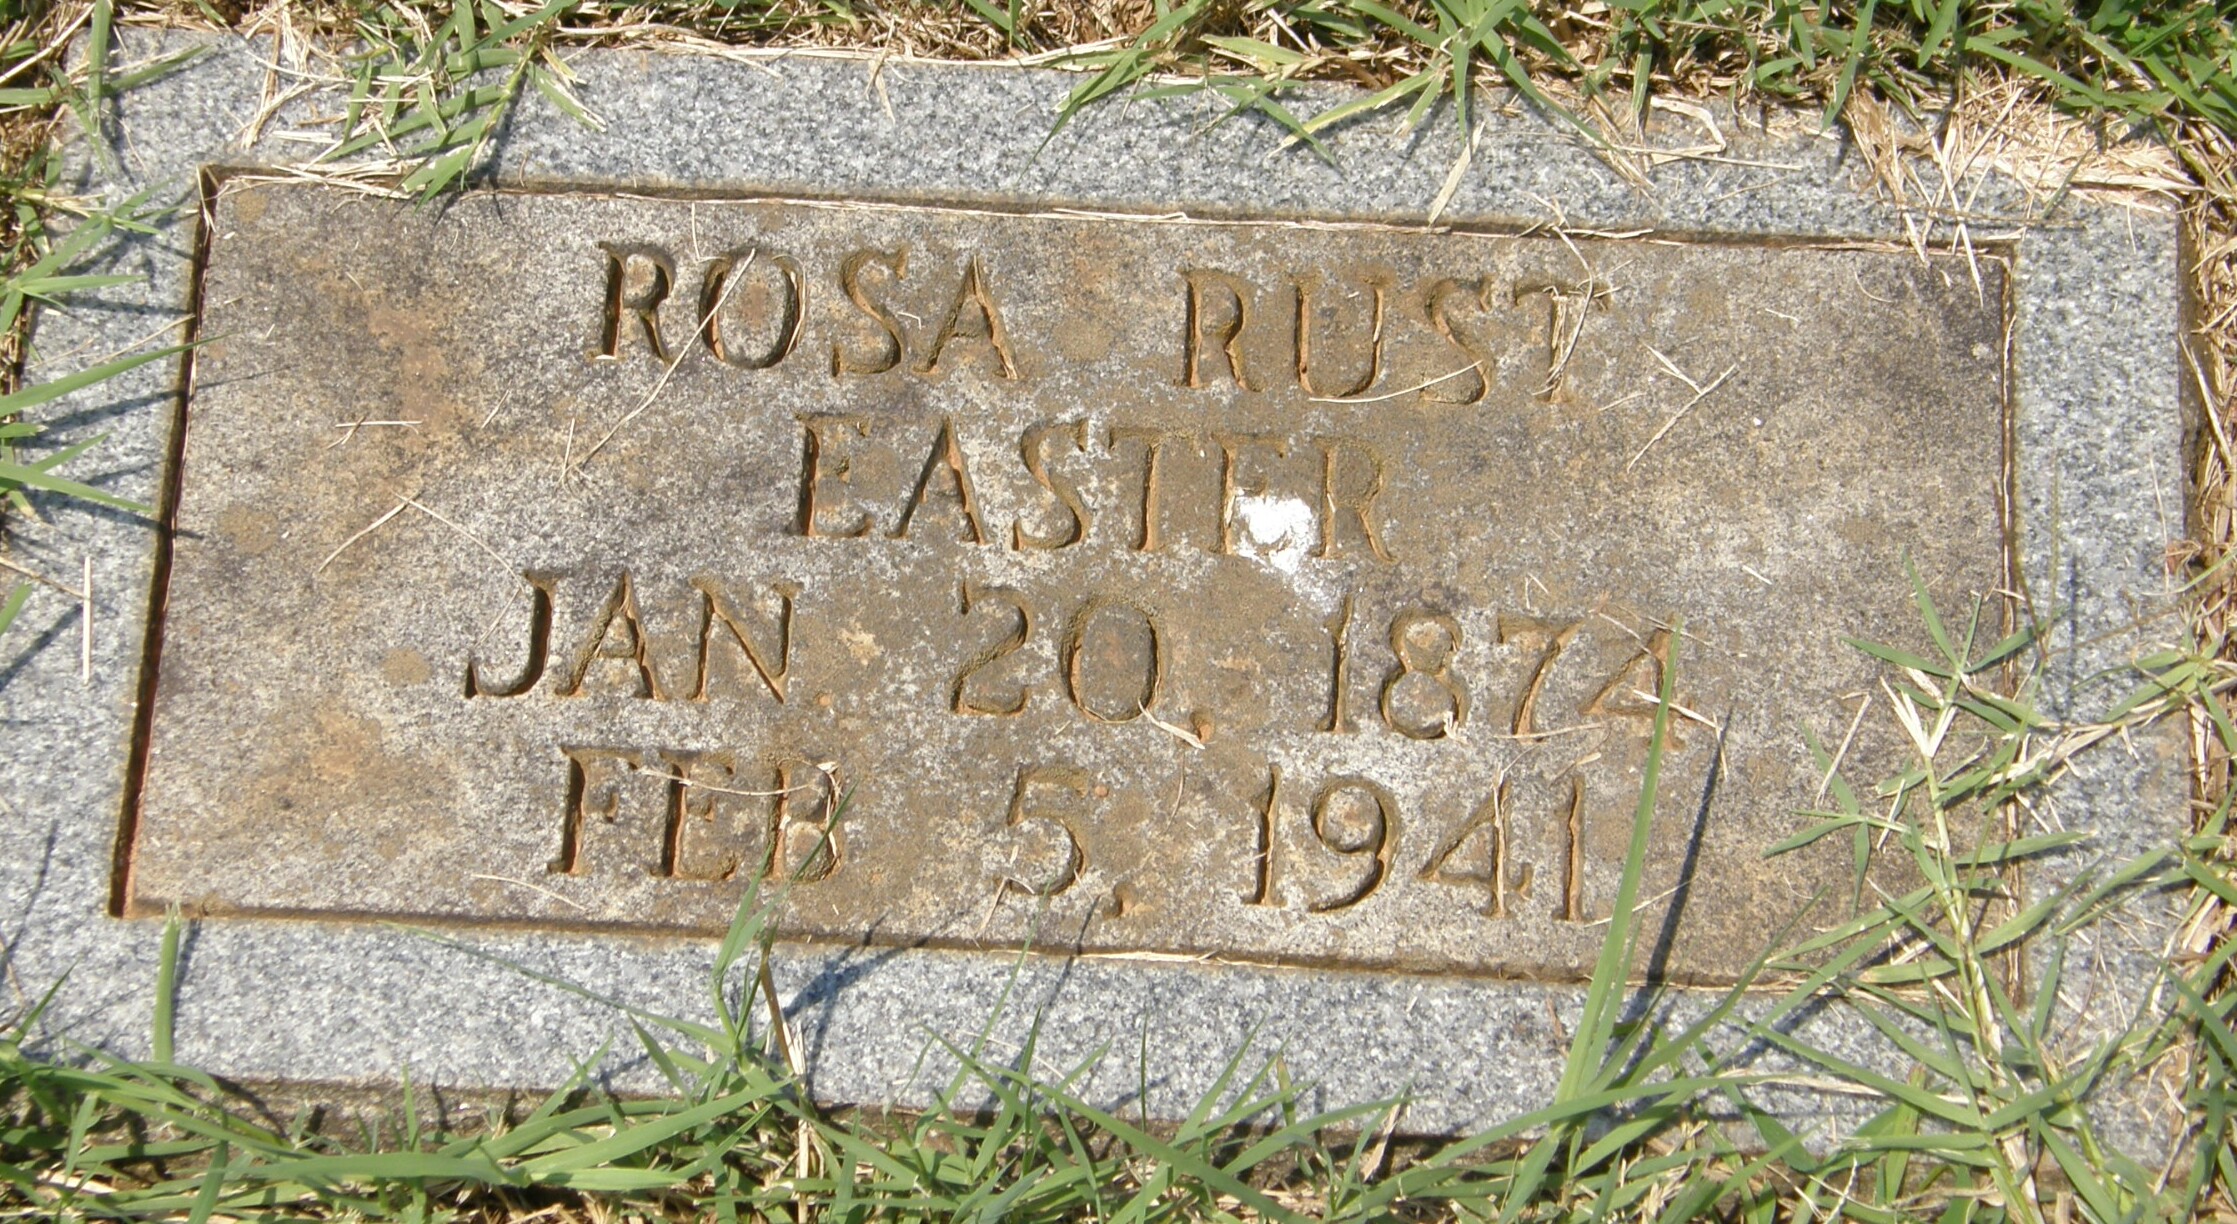 ROSA RUST
EASTER
JAN. 20, 1874
FEB 5, 1941